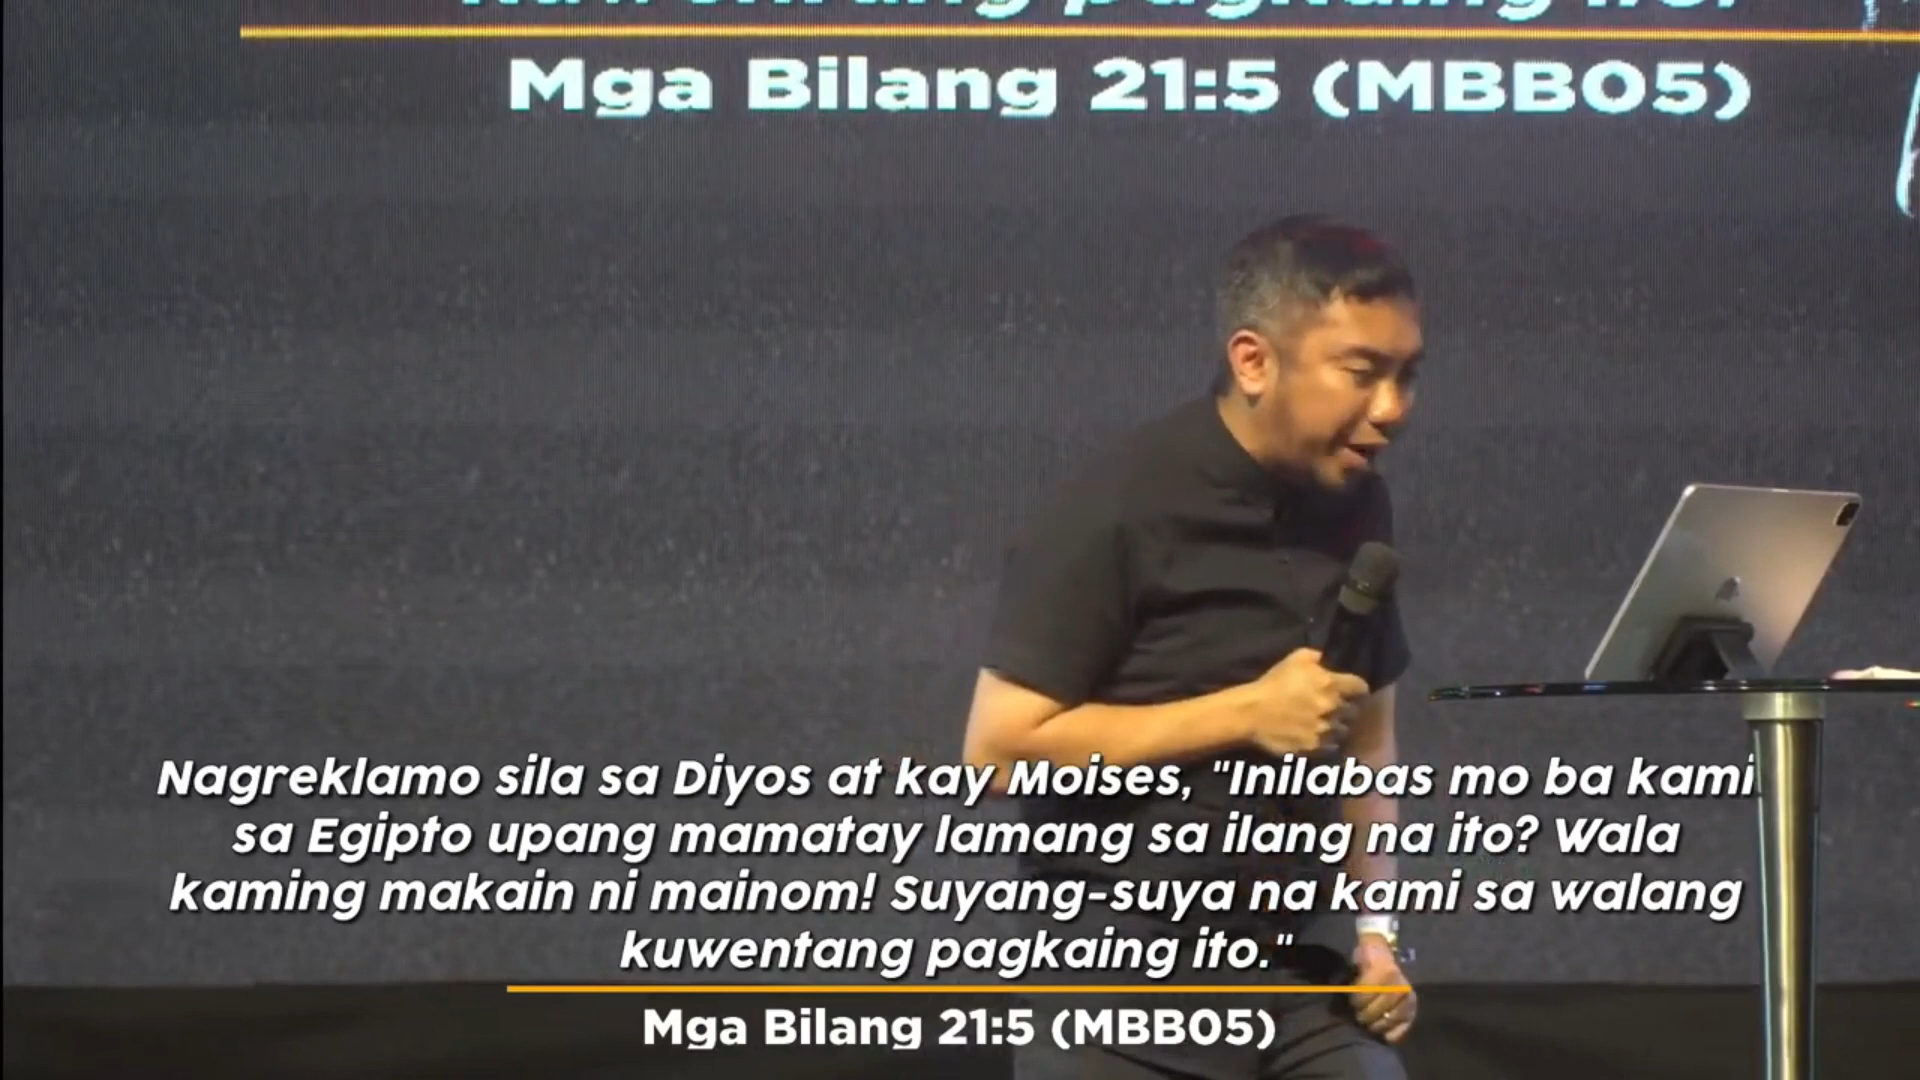 Mga Bilang 21:5 (MBB05)
Nagreklamo sila sa Diyos at kay Moises, "Inilabas mo ba kami
sa Egipto upang mamatay lamang sa ilang na ito? Wala
kaming makain ni mainom! Suyang-suya na kami sa walang
kuwentang pagkaing ito."
Mga Bilang 21:5 (MBB05)